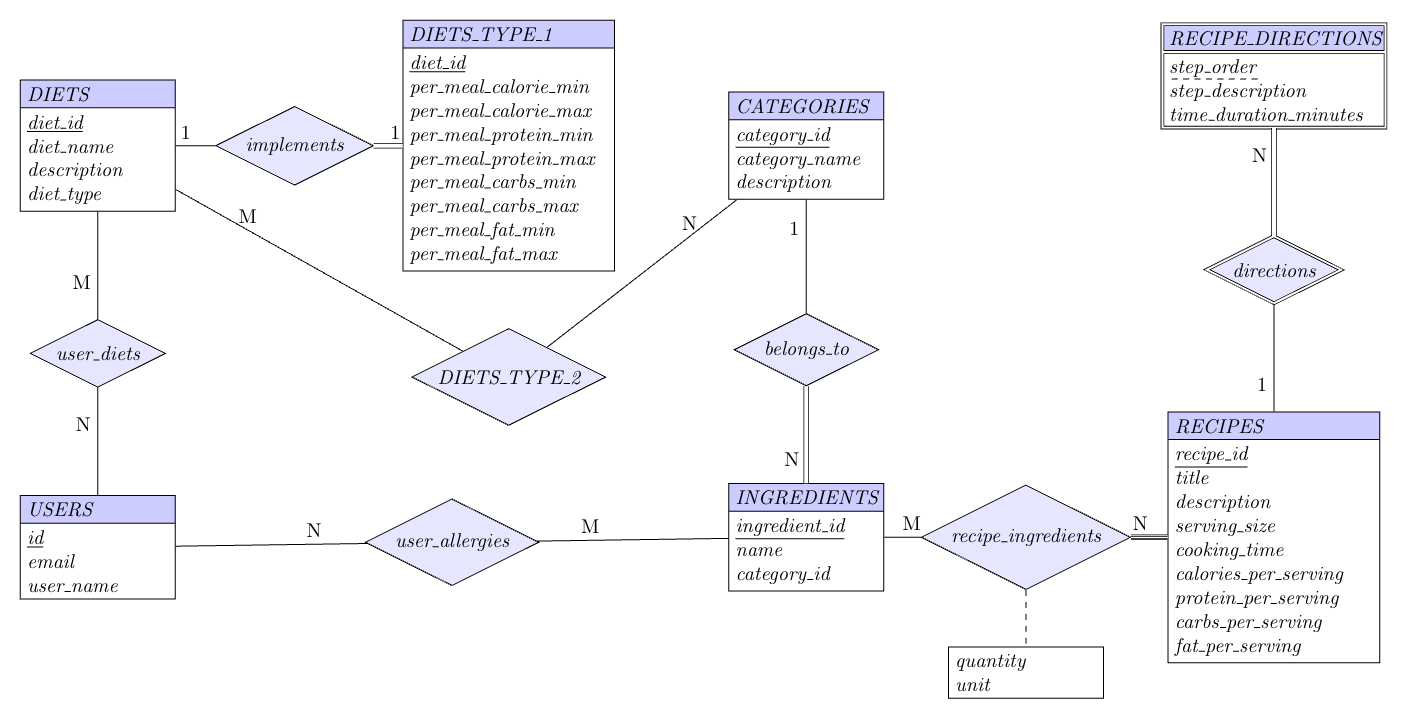 DIETS_TYPE_1
diet_id
per_meal_calorie_min
per_meal_calorie_max
per_meal_protein_min
per_meal_protein_max
per_meal_carbs_min
per_meal_carbs_max
per_meal_fat_min
per_meal_fat_max
RECIPE_DIRECTIONS
step_order
step_description
time_duration_minutes
DIETS
diet_id
diet_name
description
diet_type
1
implements
1
CATEGORIES
category_id
category_name
description
N
M
N
1
directions
M
user_diets
N
DIETS_TYPE_2
belongs_to
N
1
RECIPES
recipe_id
title
description
serving_size
cooking_time
calories_per_serving
protein_per_serving
carbs_per_serving
fat_per_serving
USERS
id
email
user_name
N
user_allergies
M
INGREDIENTS
ingredient_id
name
category_id
M
recipe_ingredients
N
quantity
unit